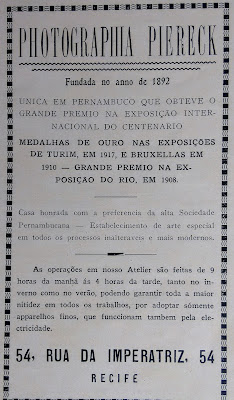 PHOTOGRAPHIA PIERECK
Fundada no anno de 1892
UNICA EM PERNAMBUCO QUE OBTEVE O
GRANDE PREMIO NA EXPOSIÇÃO INTER-
NACIONAL DO CENTENARIO
MEDALHAS DE OURO NAS EXPOSIÇÕES
DE TURIM, EM 1917, E BRUXELLAS EM
1910 — GRANDE PREMIO NA EX-
POSIÇÃO DO RIO, EM 1908.
Casa honrada com a preferencia da alta Sociedade
Pernambucana — Estabelecimento de arte especial
em todos os processos inalteraveis e mais modernos.
As operações em nosso Atelier são feitas de 9
horas da manhã ás 4 horas da tarde, tanto no in-
verno como no verão, podendo garantir toda a maior
nitidez em todos os trabalhos, por adoptar sómente
apparelhos finos, que funccionam tambem pela ele-
ctricidade.
54, RUA DA IMPERATRIZ, 54
RECIFE